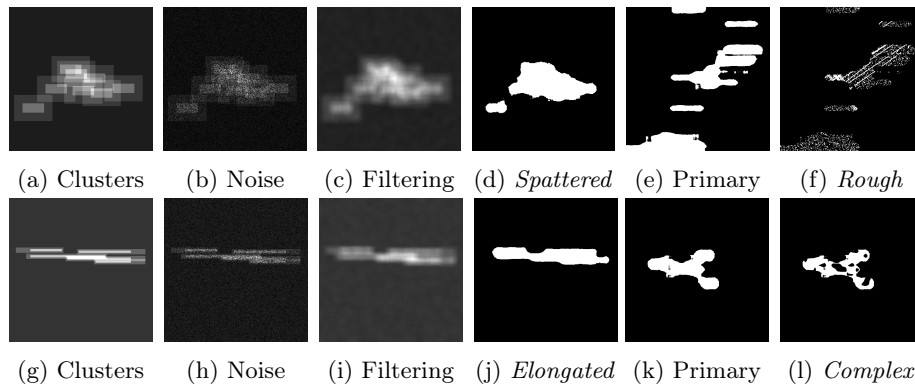 (a) Clusters (b) Noise (c) Filtering (d) Spattered (e) Primary (f) Rough
(g) Clusters (h) Noise (i) Filtering (j) Elongated (k) Primary (l) Complex